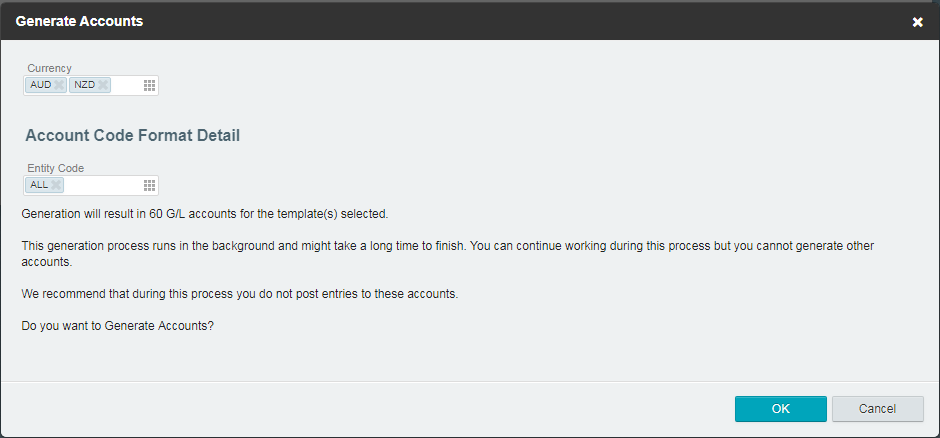 Generate Accounts
Currency
AUD NZD
Account Code Format Detail
Entity Code
ALL
Generation will result in 60 G/L accounts for the template(s) selected.
This generation process runs in the background and might take a long time to finish. You can continue working during this process but you cannot generate other
accounts.
We recommend that during this process you do not post entries to these accounts.
Do you want to Generate Accounts?
OK Cancel